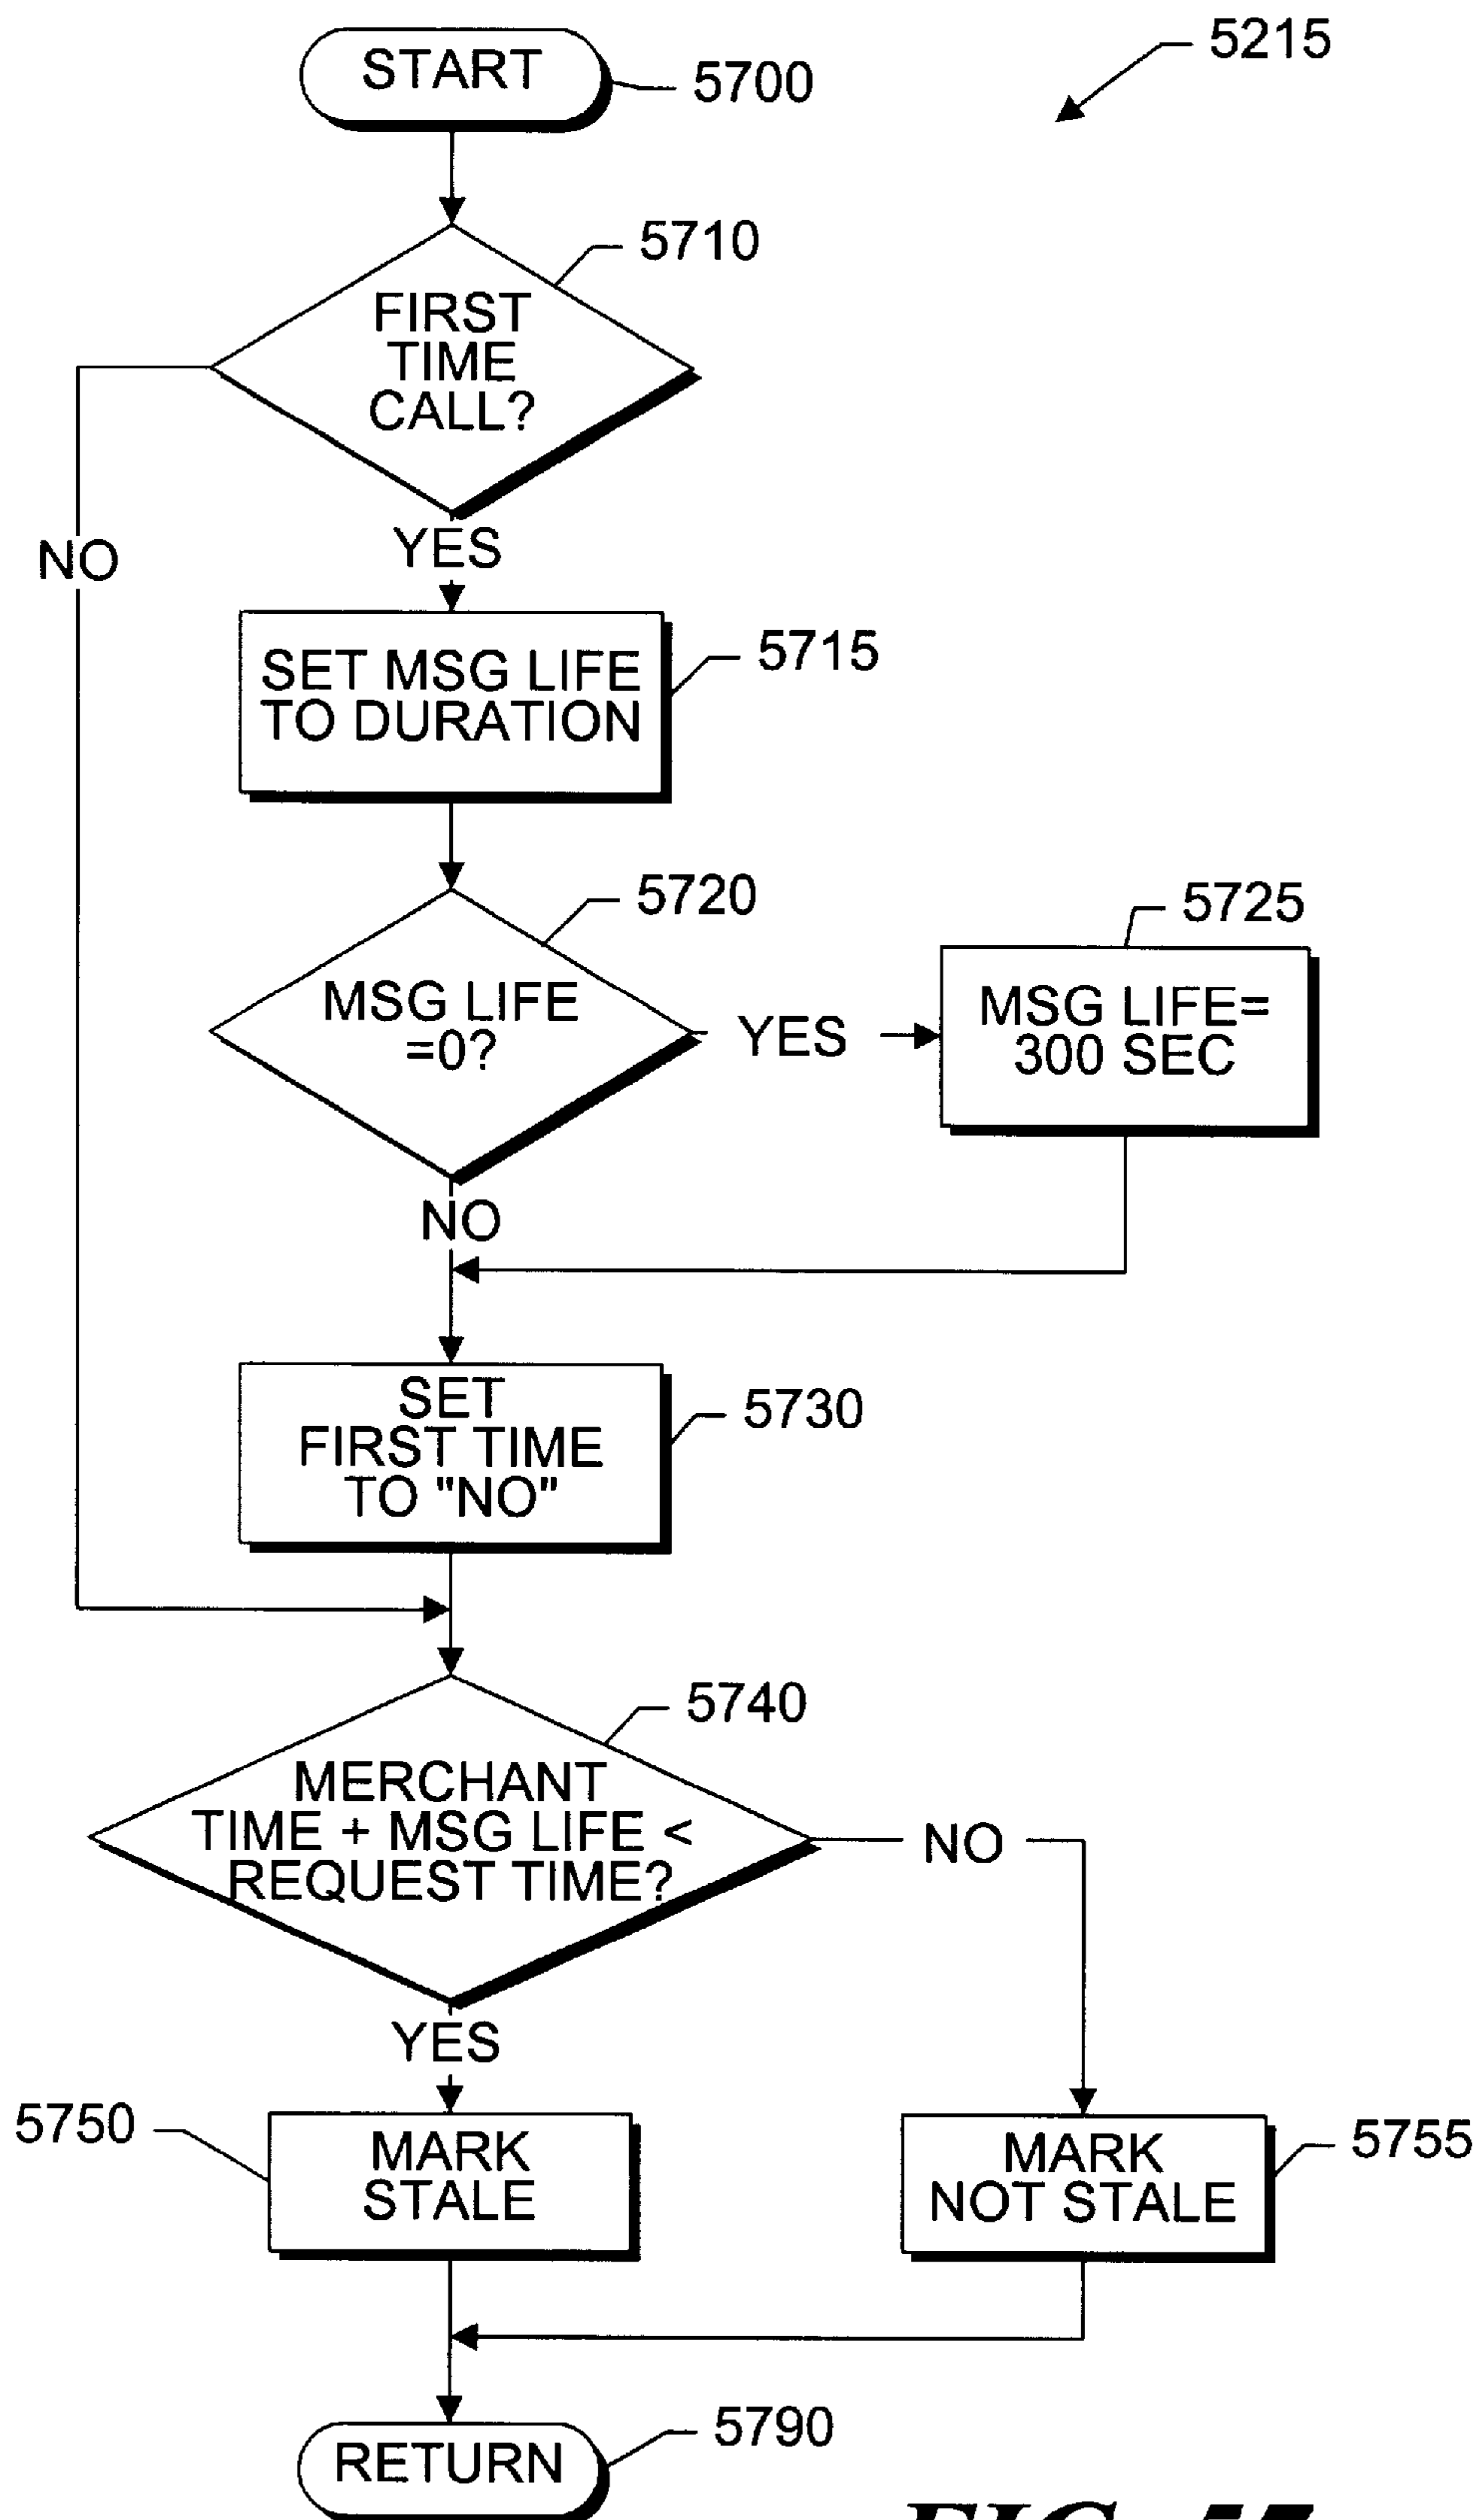 5215
START
5700
5710
FIRST
TIME
CALL?
NO
YES
SET MSG LIFE
TO DURATION
5715
5720
MSG LIFE
=0?
YES
5725
MSG LIFE=
300 SEC
NO
SET
FIRST TIME
TO "NO"
5730
5740
MERCHANT
TIME + MSG LIFE <
REQUEST TIME?
NO
YES
5750
MARK
STALE
MARK
NOT STALE
5755
RETURN
5790